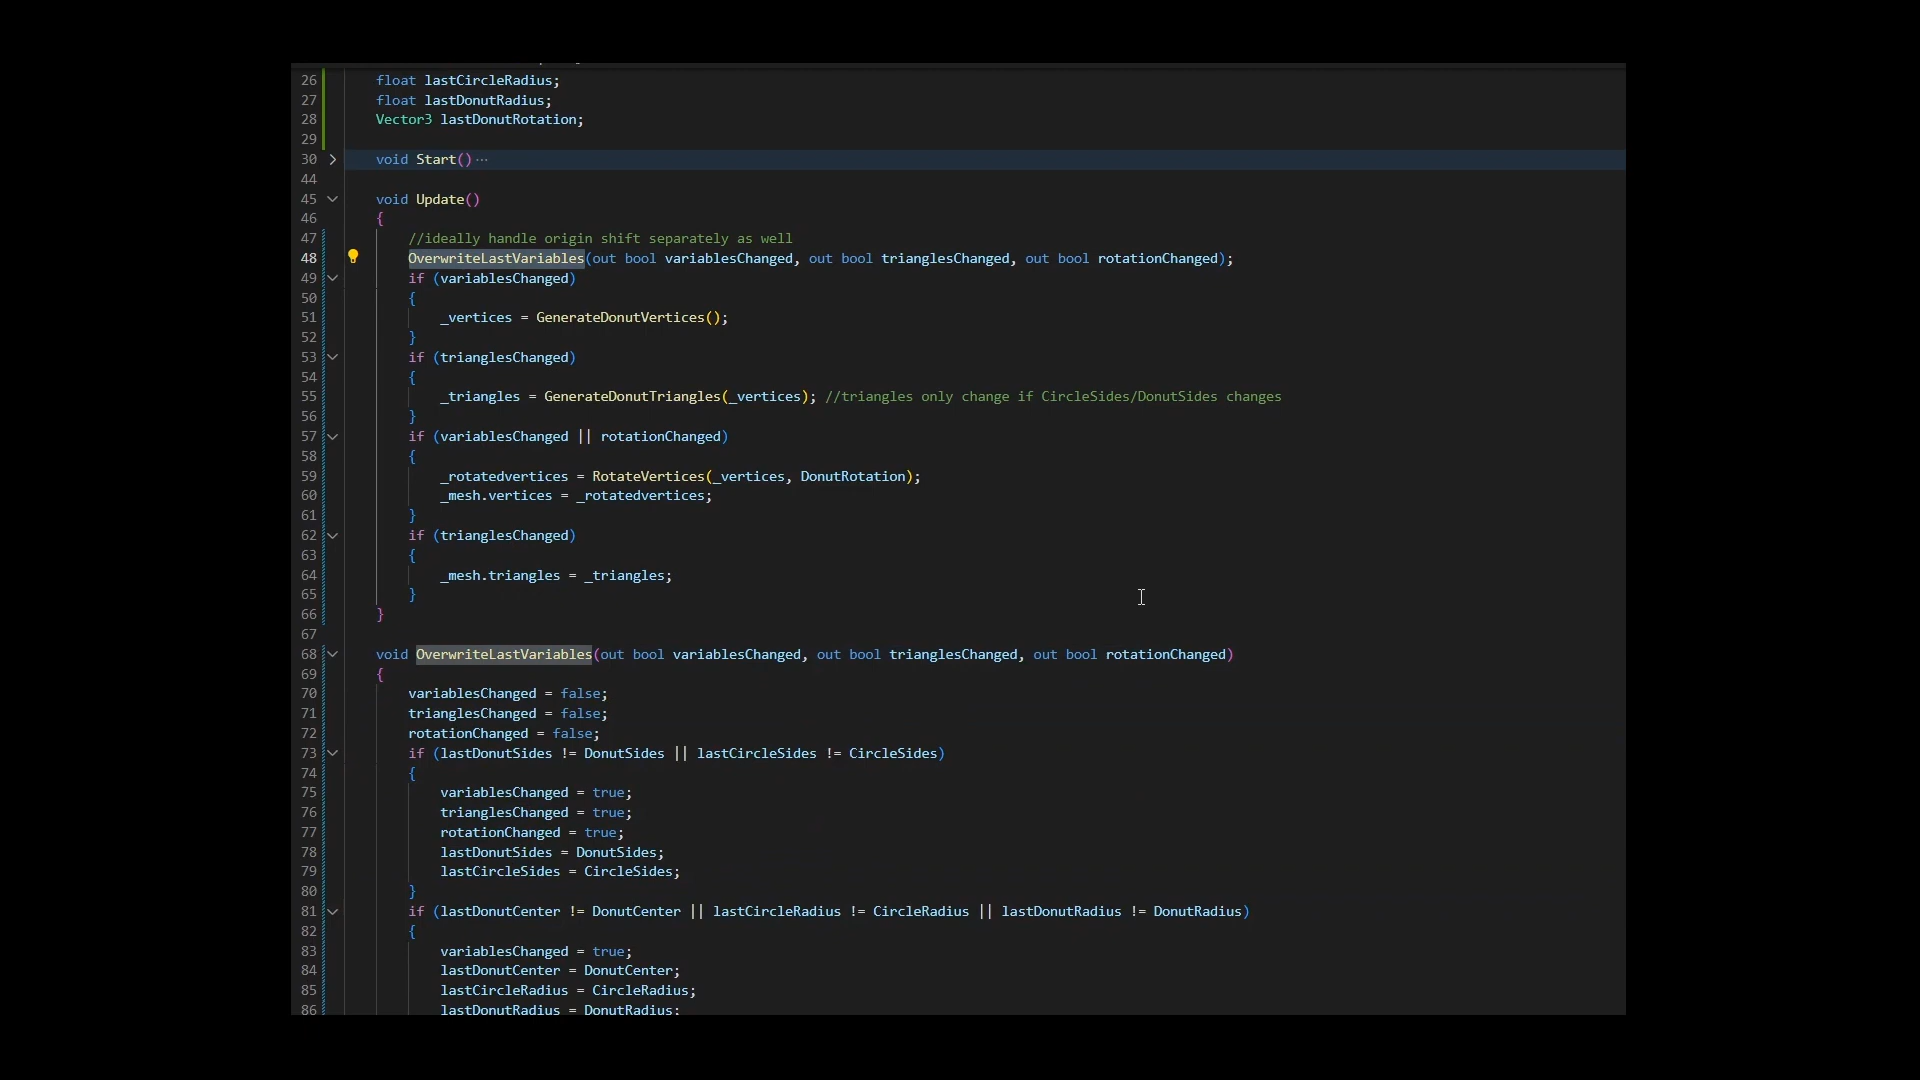 26 float lastCircleRadius;
27 float lastDonutRadius;
28 Vector3 lastDonutRotation;
29
30 void Start() ···
44
45 void Update()
46 {
47 //ideally handle origin shift separately as well
48 OverwriteLastVariables(out bool variablesChanged, out bool trianglesChanged, out bool rotationChanged);
49 if (variablesChanged)
50 {
51 _vertices = GenerateDonutVertices();
52 }
53 if (trianglesChanged)
54 {
55 _triangles = GenerateDonutTriangles(_vertices); //triangles only change if CircleSides/DonutSides changes
56 }
57 if (variablesChanged || rotationChanged)
58 {
59 _rotatedvertices = RotateVertices(_vertices, DonutRotation);
60 _mesh.vertices = _rotatedvertices;
61 }
62 if (trianglesChanged)
63 {
64 _mesh.triangles = _triangles;
65 }
66 }
67
68 void OverwriteLastVariables(out bool variablesChanged, out bool trianglesChanged, out bool rotationChanged)
69 {
70 variablesChanged = false;
71 trianglesChanged = false;
72 rotationChanged = false;
73 if (lastDonutSides != DonutSides || lastCircleSides != CircleSides)
74 {
75 variablesChanged = true;
76 trianglesChanged = true;
77 rotationChanged = true;
78 lastDonutSides = DonutSides;
79 lastCircleSides = CircleSides;
80 }
81 if (lastDonutCenter != DonutCenter || lastCircleRadius != CircleRadius || lastDonutRadius != DonutRadius)
82 {
83 variablesChanged = true;
84 lastDonutCenter = DonutCenter;
85 lastCircleRadius = CircleRadius;
86 lastDonutRadius = DonutRadius;